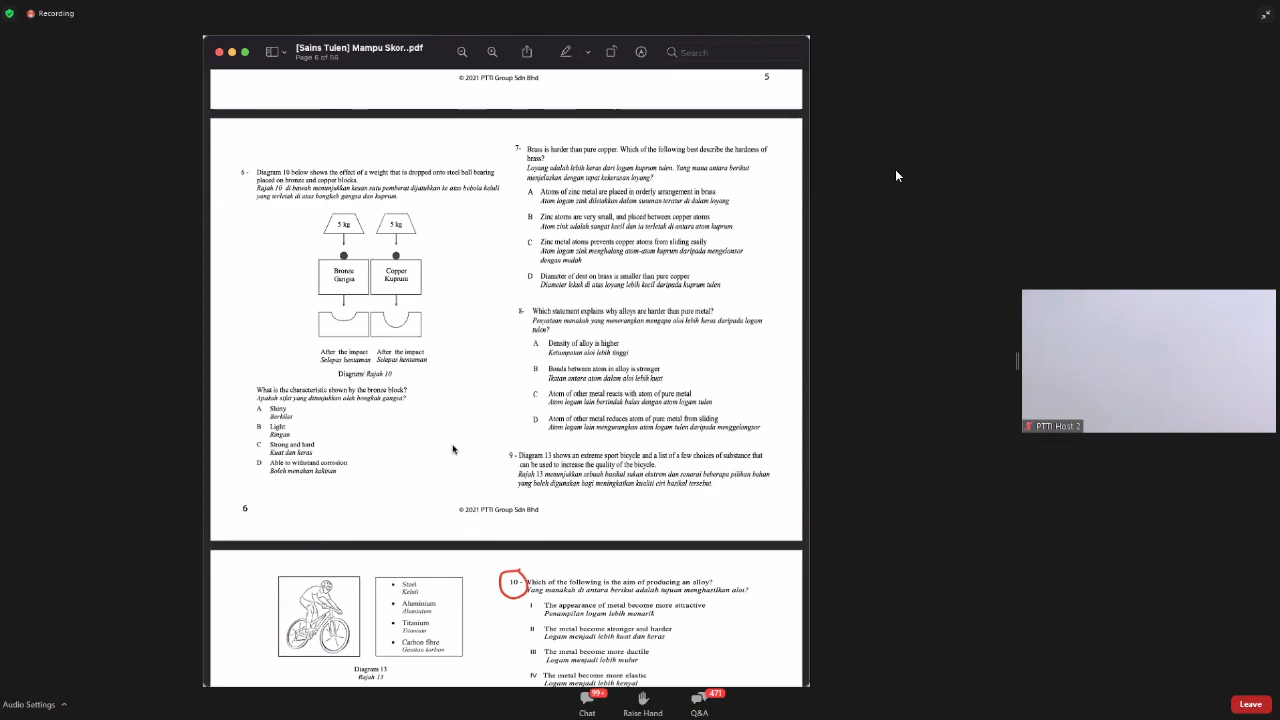 Recording
[Sains Tulen] Mampu Skor..pdf
Page 6 of 56
Search
© 2021 PTTI Group Sdn Bhd
5
6 -
Diagram 10 below shows the effect of a weight that is dropped onto steel ball bearing
placed on bronze and copper blocks.
Rajah 10 di bawah menunjukkan kesan satu pemberat dijatuhkan ke atas bebola keluli
yang terletak di atas bongkah gangsa dan kuprum.
5 kg
5 kg
Bronze
Gangsa
Copper
Kuprum
After the impact
Selepas hentaman
After the impact
Selepas hentaman
Diagram/ Rajah 10
What is the characteristic shown by the bronze block?
Apakah sifat yang ditunjukkan oleh bongkah gangsa?
A Shiny
Berkilat
B Light
Ringan
C Strong and hard
Kuat dan keras
D Able to withstand corrosion
Boleh menahan kakisan
7-
Brass is harder than pure copper. Which of the following best describe the hardness of
brass?
Loyang adalah lebih keras dari logam kuprum tulen. Yang mana antara berikut
menjelaskan dengan tepat kekerasan loyang?
A Atoms of zinc metal are placed in orderly arrangement in brass
Atom logam zink diletakkan dalam susunan teratur di dalam loyang
B Zinc atoms are very small, and placed between copper atoms
Atom zink adalah sangat kecil dan ia terletak di antara atom kuprum
C Zinc metal atoms prevents copper atoms from sliding easily
Atom logam zink menghalang atom-atom kuprum daripada mengelonsor
dengan mudah
D Diameter of dent on brass is smaller than pure copper
Diameter lekuk di atas loyang lebih kecil daripada kuprum tulen
8- Which statement explains why alloys are harder than pure metal?
Penyataan manakah yang menerangkan mengapa aloi lebih keras daripada logam
tulen?
A Density of alloy is higher
Ketumpatan aloi lebih tinggi
B Bonds between atom in alloy is stronger
Ikatan antara atom dalam aloi lebih kuat
C Atom of other metal reacts with atom of pure metal
Atom logam lain bertindak balas dengan atom logam tulen
D Atom of other metal reduces atom of pure metal from sliding
Atom logam lain mengurangkan atom logam tulen daripada menggelongsor
9 - Diagram 13 shows an extreme sport bicycle and a list of a few choices of substance that
can be used to increase the quality of the bicycle.
Rajah 13 menunjukkan sebuah basikal sukan ekstrem dan senarai beberapa pilihan bahan
yang boleh digunakan bagi meningkatkan kualiti ciri basikal tersebut.
6
© 2021 PTTI Group Sdn Bhd
• Steel
Keluli
• Aluminium
Aluminium
• Titanium
Titanium
• Carbon fibre
Gentian karbon
Diagram 13
Rajah 13
10 - Which of the following is the aim of producing an alloy?
Yang manakah di antara berikut adalah tujuan menghasilkan aloi?
I The appearance of metal become more attractive
Penampilan logam lebih menarik
II The metal become stronger and harder
Logam menjadi lebih kuat dan keras
III The metal become more ductile
Logam menjadi lebih mulur
IV The metal become more elastic
Logam menjadi lebih kenyal
PTTI Host 2
Audio Settings
99+
Chat
Raise Hand
471
Q&A
Leave